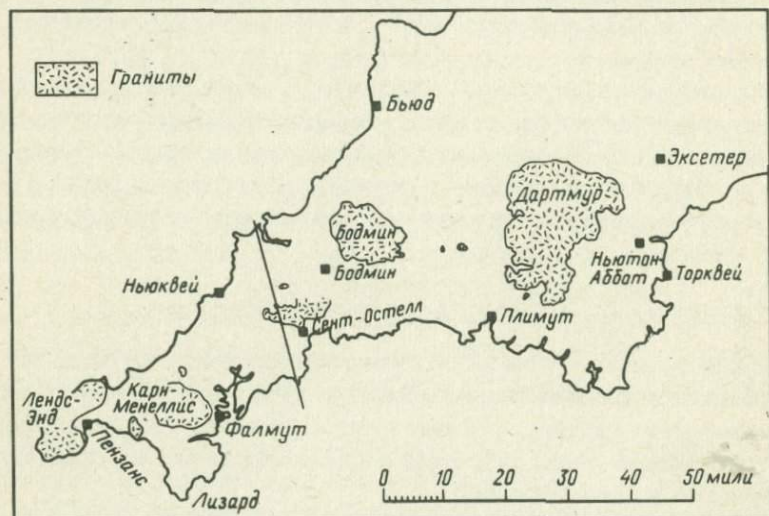 Граниты
Бьюд
Эксетер
Дартмур
Бодмин
Бодмин
Ньютон
Аббот
Торквей
Ньюквей
Сент-Остелл
Плимут
Лендс-
Энд
Карн-
Менеллис
Фалмут
Пензанс
Лизард
0 10 20 30 40 50 мили